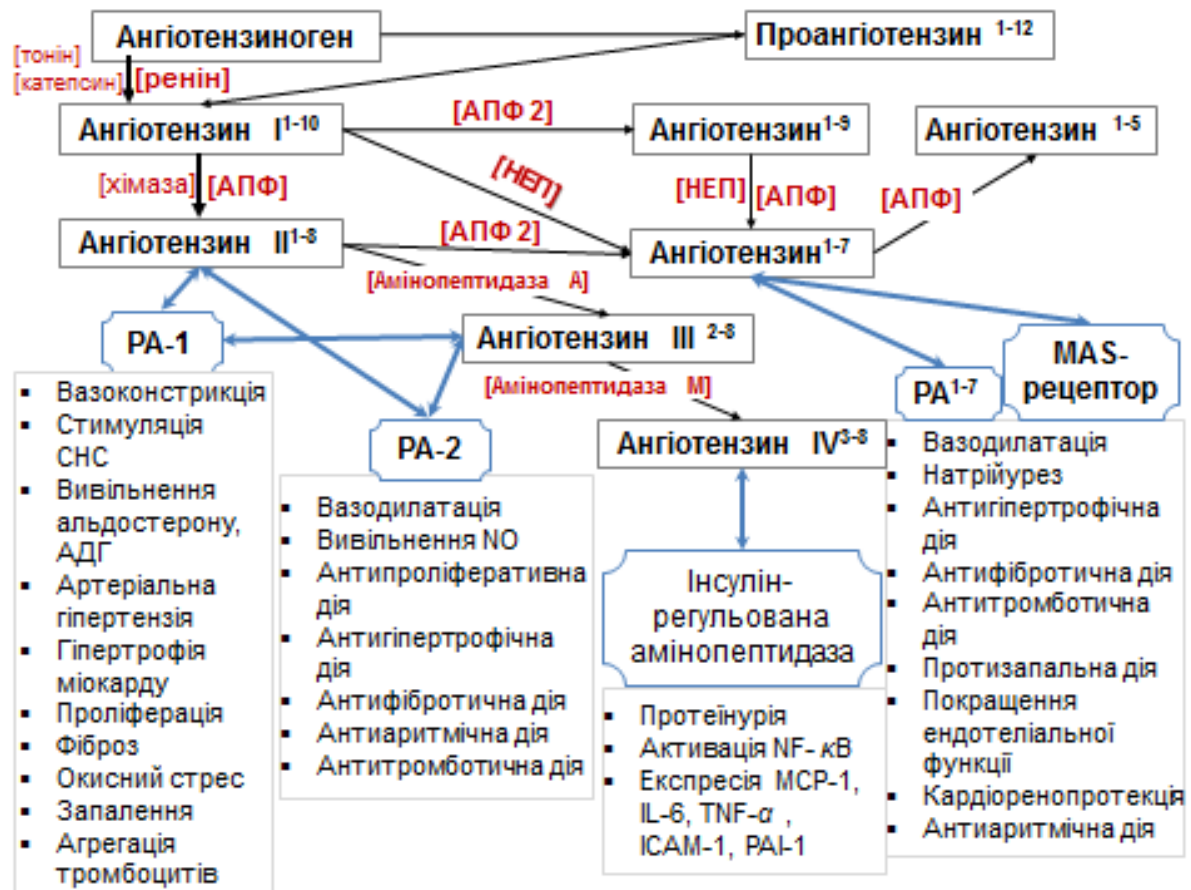 Ангіотензиноген
Проангіотензин 1-12
[тонін]
[катепсин]
[ренін]
Ангіотензин I1-10
[АПФ 2]
Ангіотензин1-9
Ангіотензин 1-5
[хімаза]
[АПФ]
[НЕП]
[НЕП]
[АПФ]
[АПФ]
Ангіотензин II1-8
[АПФ 2]
Ангіотензин1-7
[Амінопептидаза А]
РА-1
Ангіотензин III 2-8
MAS-
рецептор
[Амінопептидаза М]
РА1-7
РА-2
Ангіотензин IV3-8
▪ Вазоконстрикція
▪ Стимуляція
СНС
▪ Вивільнення
альдостерону,
АДГ
▪ Артеріальна
гіпертензія
▪ Гіпертрофія
міокарду
▪ Проліферація
▪ Фіброз
▪ Окисний стрес
▪ Запалення
▪ Агрегація
тромбоцитів
▪ Вазодилатація
▪ Вивільнення NO
▪ Антипроліферативна
дія
▪ Антигіпертрофічна
дія
▪ Антифібротична дія
▪ Антиаритмічна дія
▪ Антитромботична дія
Інсулін-
регульована
амінопептидаза
▪ Протеїнурія
▪ Активація NF- κB
▪ Експресія MCP-1,
IL-6, TNF-α ,
ICAM-1, PAI-1
▪ Вазодилатація
▪ Натрійурез
▪ Антигіпертрофічна
дія
▪ Антифібротична дія
▪ Антитромботична
дія
▪ Протизапальна дія
▪ Покращення
ендотеліальної
функції
▪ Кардіоренопротекція
▪ Антиаритмічна дія